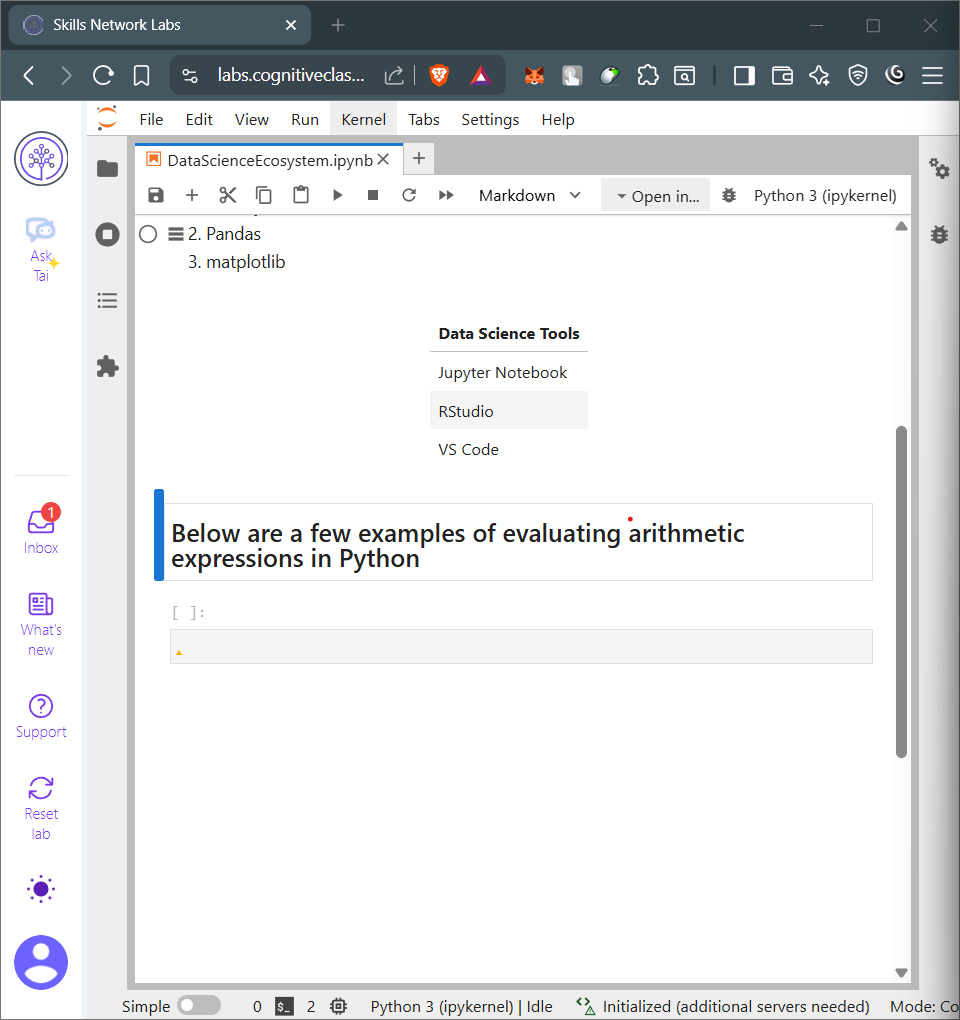 Skills Network Labs
labs.cognitiveclas...
File Edit View Run Kernel Tabs Settings Help
DataScienceEcosystem.ipynb
Markdown Open in... Python 3 (ipykernel)
Ask
Tai
2. Pandas
3. matplotlib
Data Science Tools
Jupyter Notebook
RStudio
VS Code
Below are a few examples of evaluating arithmetic
expressions in Python
[ ]:
1
Inbox
What's
new
Support
Reset
lab
Simple 0 $_ 2 Python 3 (ipykernel) | Idle Initialized (additional servers needed) Mode: Co